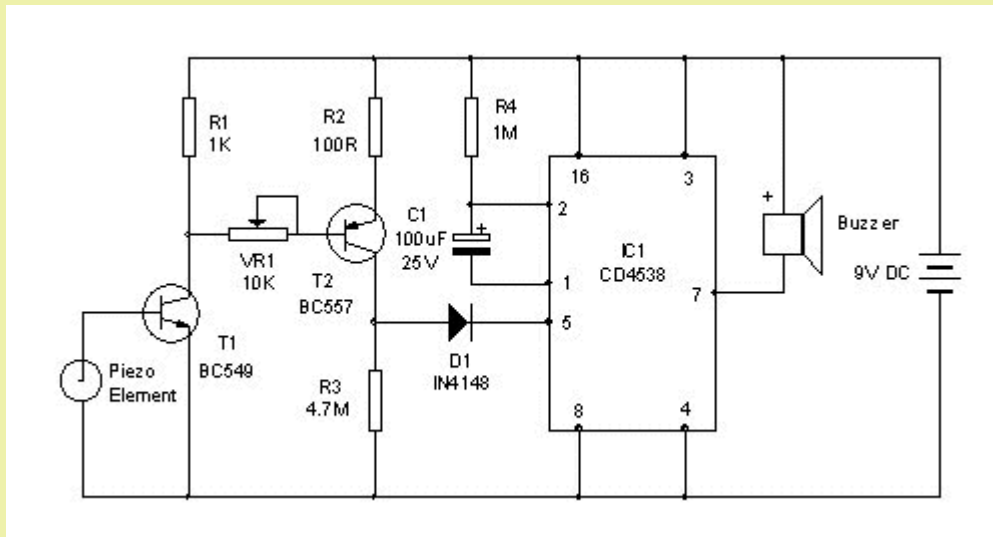 R1
1K
R2
100R
R4
1M
16
3
2
C1
+
100uF
25V
+
Buzzer
IC1
CD4538
VR1
10K
T2
BC557
1
7
9V DC
5
T1
BC549
D1
IN4148
Piezo
Element
R3
4.7M
8
4